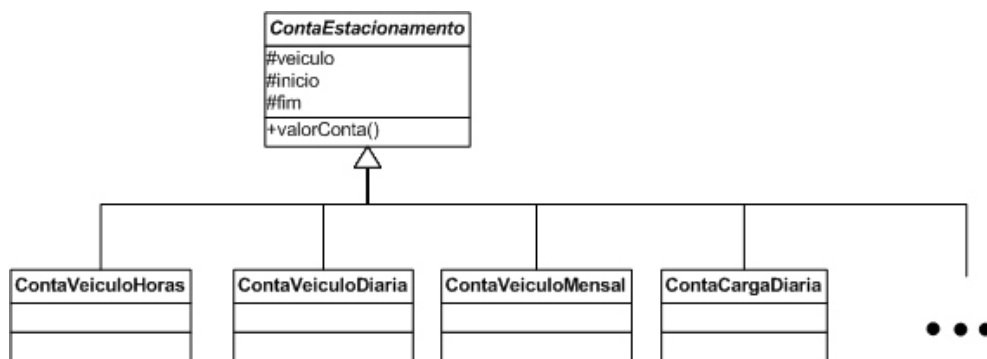 ContaEstacionamento
#veiculo
#inicio
#fim
+valorConta()
ContaVeiculoHoras
ContaVeiculoDiaria
ContaVeiculoMensal
ContaCargaDiaria